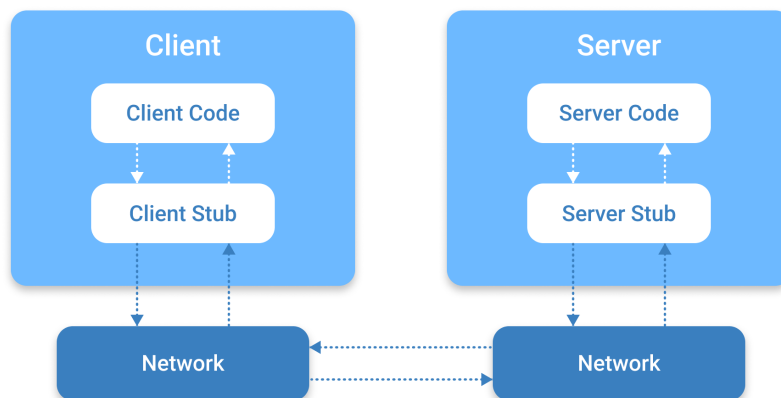 Client
Server
Client Code
Server Code
Client Stub
Server Stub
Network
Network